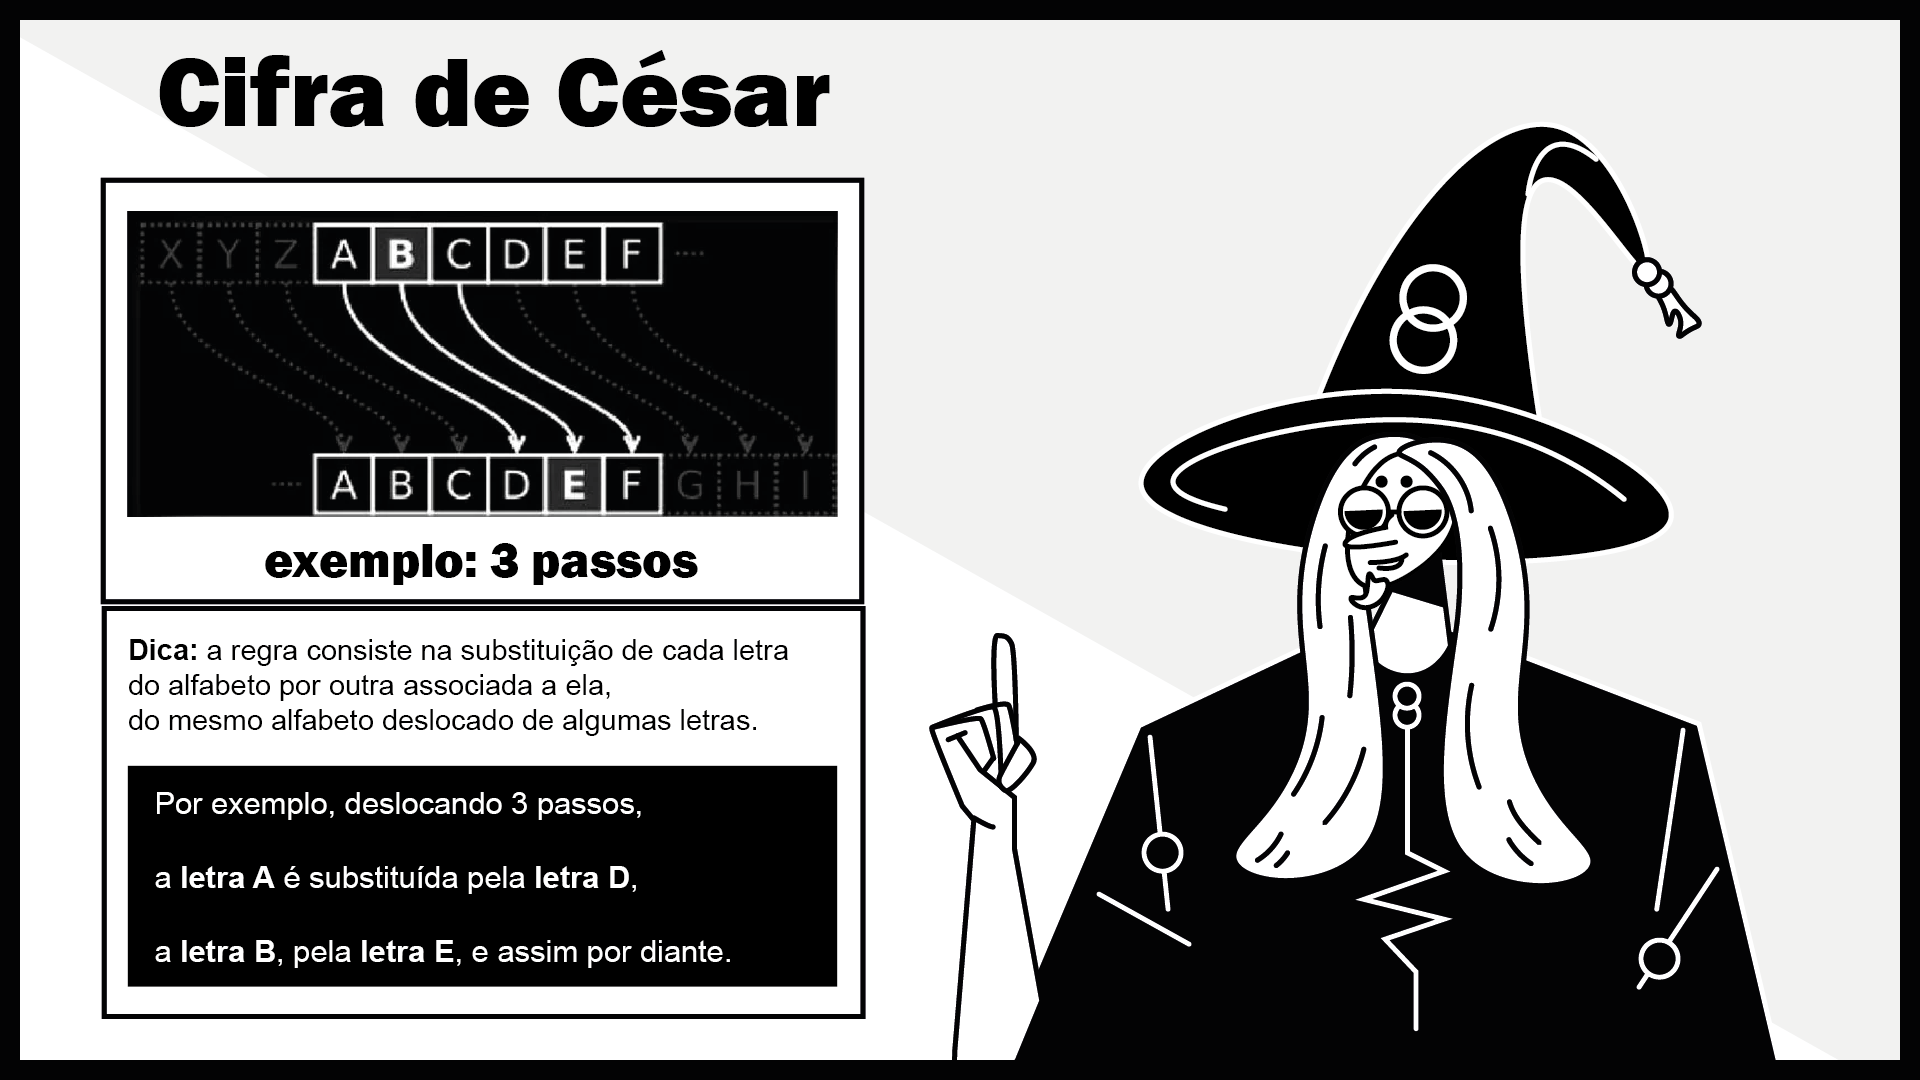 Cifra de César
X Y Z A B C D E F ....
.... A B C D E F G H I
exemplo: 3 passos
Dica: a regra consiste na substituição de cada letra
do alfabeto por outra associada a ela,
do mesmo alfabeto deslocado de algumas letras.
Por exemplo, deslocando 3 passos,
a letra A é substituída pela letra D,
a letra B, pela letra E, e assim por diante.